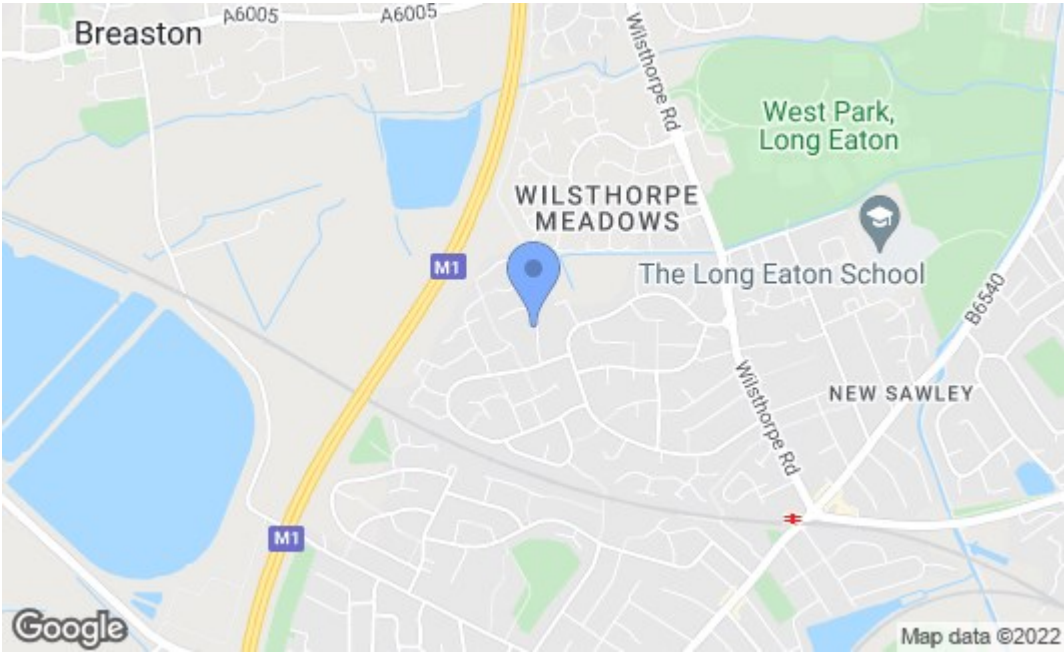 A6005
A6005
Breaston
Wilsthorpe Rd
West Park,
Long Eaton
WILSTHORPE
MEADOWS
M1
The Long Eaton School
B6540
Wilsthorpe Rd
NEW SAWLEY
M1
Google
Map data ©2022